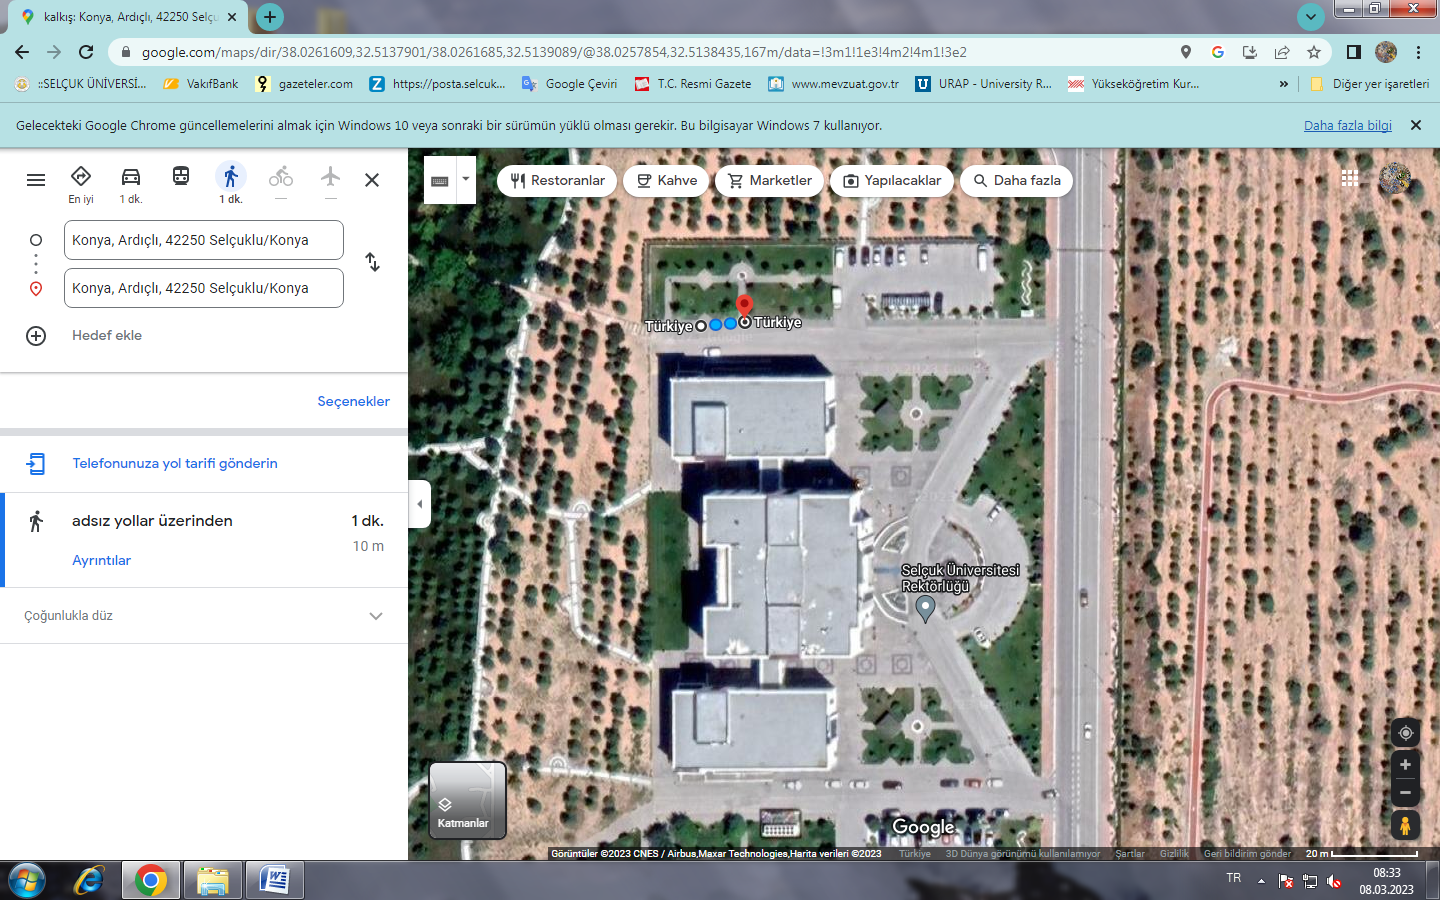 kalkış: Konya, Ardıçlı, 42250 Selçu
google.com/maps/dir/38.0261609,32.5137901/38.0261685,32.5139089/@38.0257854,32.5138435,167m/data=!3m1!1e3!4m2!4m1!3e2
::SELÇUK ÜNİVERSİ...
VakıfBank
gazeteler.com
https://posta.selcuk...
Google Çeviri
T.C. Resmi Gazete
www.mevzuat.gov.tr
URAP - University R...
Yükseköğretim Kur...
»
Diğer yer işaretleri
Gelecekteki Google Chrome güncellemelerini almak için Windows 10 veya sonraki bir sürümün yüklü olması gerekir. Bu bilgisayar Windows 7 kullanıyor.
Daha fazla bilgi
En iyi
1 dk.
1 dk.
—
—
Restoranlar
Kahve
Marketler
Yapılacaklar
Daha fazla
Konya, Ardıçlı, 42250 Selçuklu/Konya
Konya, Ardıçlı, 42250 Selçuklu/Konya
Hedef ekle
Seçenekler
Telefonunuza yol tarifi gönderin
adsız yollar üzerinden
1 dk.
10 m
Ayrıntılar
Çoğunlukla düz
Türkiye
Türkiye
Selçuk Üniversitesi
Rektörlüğü
Katmanlar
Google
Görüntüler ©2023 CNES / Airbus,Maxar Technologies,Harita verileri ©2023
Türkiye
3D Dünya görünümü kullanılamıyor
Şartlar
Gizlilik
Geri bildirim gönder
20 m
TR
08:33
08.03.2023